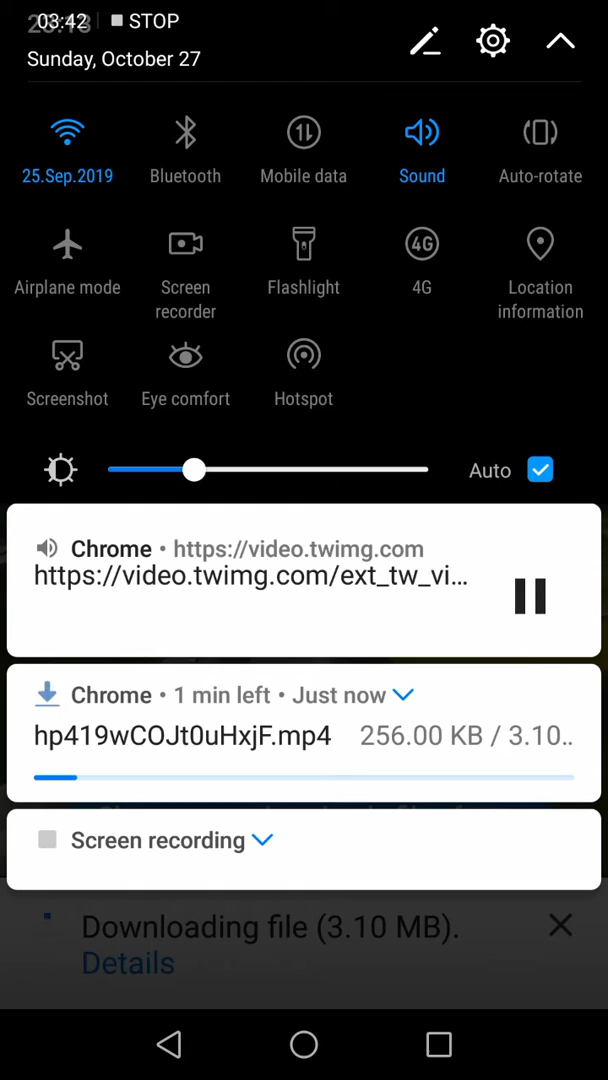 03:42 STOP
Sunday, October 27
25.Sep.2019 Bluetooth Mobile data Sound Auto-rotate
Airplane mode Screen recorder Flashlight 4G Location information
Screenshot Eye comfort Hotspot
Auto
Chrome • https://video.twimg.com
https://video.twimg.com/ext_tw_vi...
Chrome • 1 min left • Just now
hp419wCOJt0uHxjF.mp4 256.00 KB / 3.10..
Screen recording
Downloading file (3.10 MB).
Details